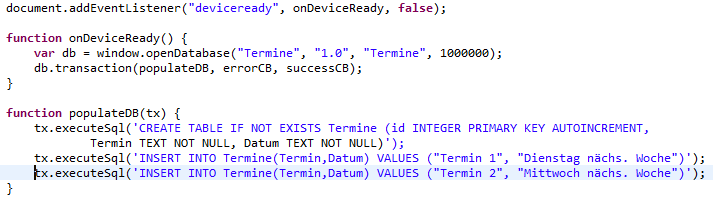 document.addEventListener("deviceready", onDeviceReady, false);
function onDeviceReady() {
var db = window.openDatabase("Termine", "1.0", "Termine", 1000000);
db.transaction(populateDB, errorCB, successCB);
}
function populateDB(tx) {
tx.executeSql('CREATE TABLE IF NOT EXISTS Termine (id INTEGER PRIMARY KEY AUTOINCREMENT,
Termin TEXT NOT NULL, Datum TEXT NOT NULL)');
tx.executeSql('INSERT INTO Termine(Termin,Datum) VALUES ("Termin 1", "Dienstag nächs. Woche")');
tx.executeSql('INSERT INTO Termine(Termin,Datum) VALUES ("Termin 2", "Mittwoch nächs. Woche")');
}